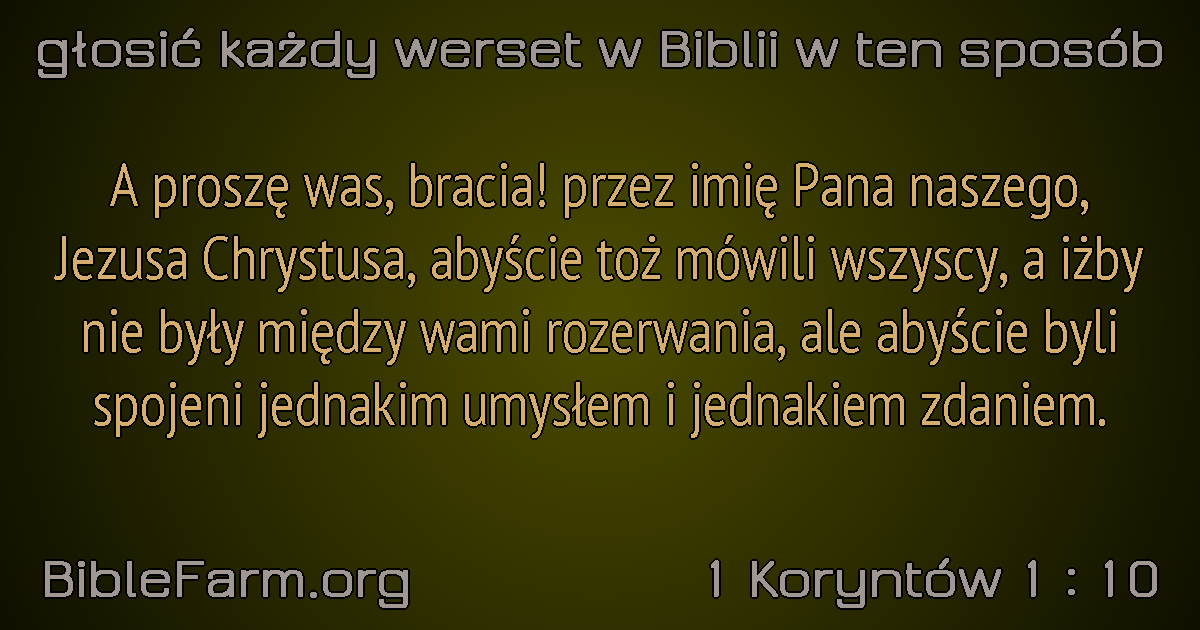 głosić każdy werset w Biblii w ten sposób
A proszę was, bracia! przez imię Pana naszego,
Jezusa Chrystusa, abyście toż mówili wszyscy, a iżby
nie były między wami rozerwania, ale abyście byli
spojeni jednakim umysłem i jednakiem zdaniem.
BibleFarm.org
1 Koryntów 1 : 10